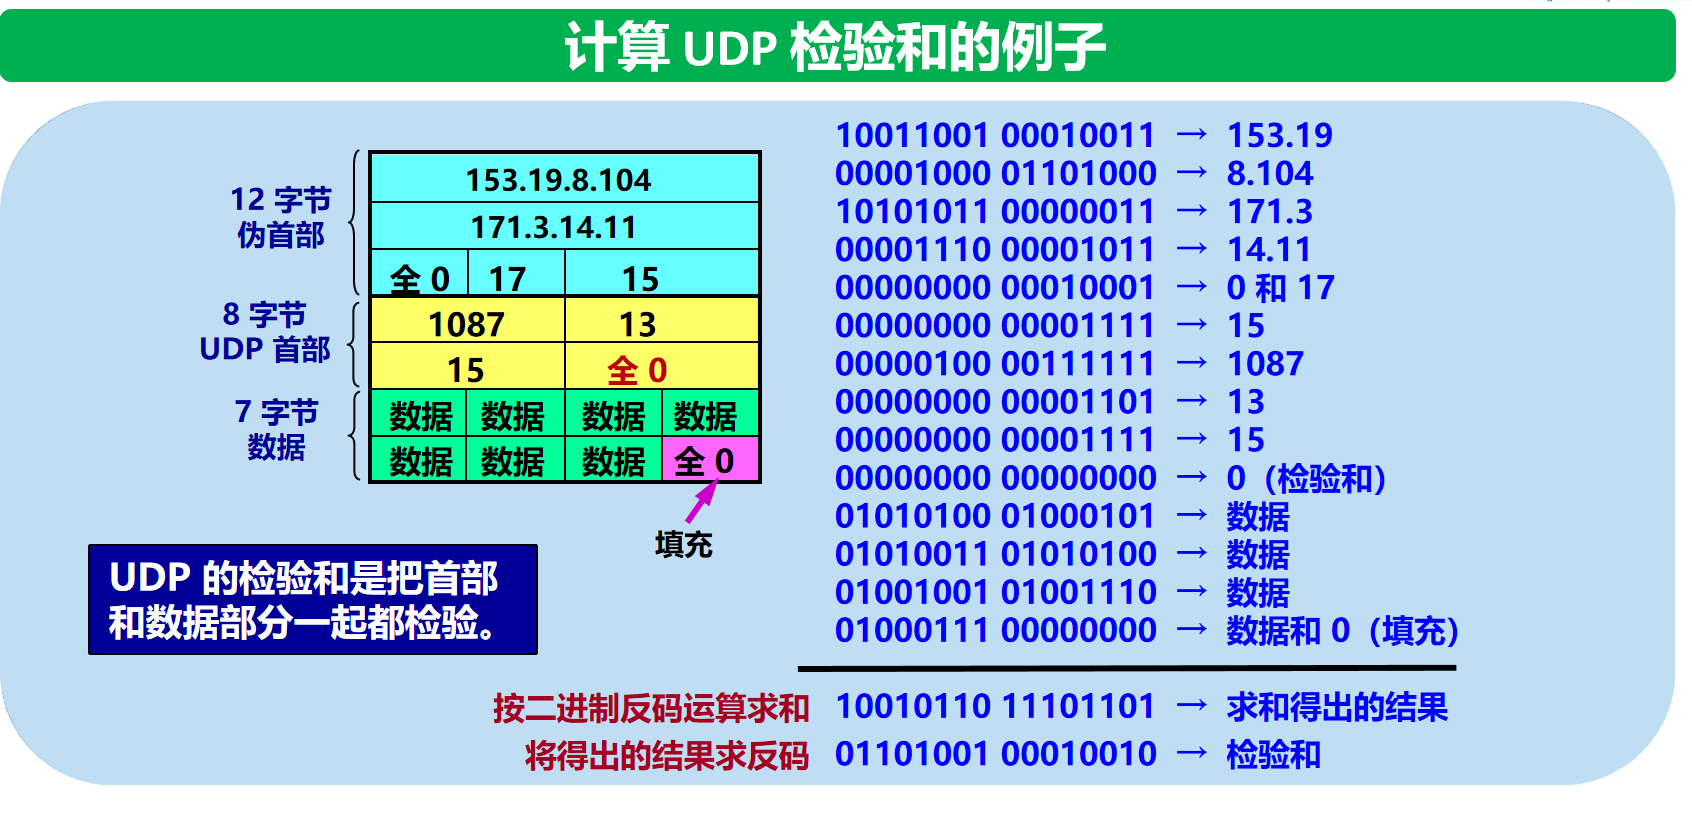 计算 UDP 检验和的例子
12 字节
伪首部
153.19.8.104
171.3.14.11
全 0 17 15
8 字节
UDP 首部
1087 13
15 全 0
7 字节
数据
数据 数据 数据 数据
数据 数据 数据 全 0
填充
UDP 的检验和是把首部
和数据部分一起都检验。
10011001 00010011 → 153.19
00001000 01101000 → 8.104
10101011 00000011 → 171.3
00001110 00001011 → 14.11
00000000 00010001 → 0 和 17
00000000 00001111 → 15
00000100 00111111 → 1087
00000000 00001101 → 13
00000000 00001111 → 15
00000000 00000000 → 0（检验和）
01010100 01000101 → 数据
01010011 01010100 → 数据
01001001 01001110 → 数据
01000111 00000000 → 数据和 0（填充）
按二进制反码运算求和 10010110 11101101 → 求和得出的结果
将得出的结果求反码 01101001 00010010 → 检验和